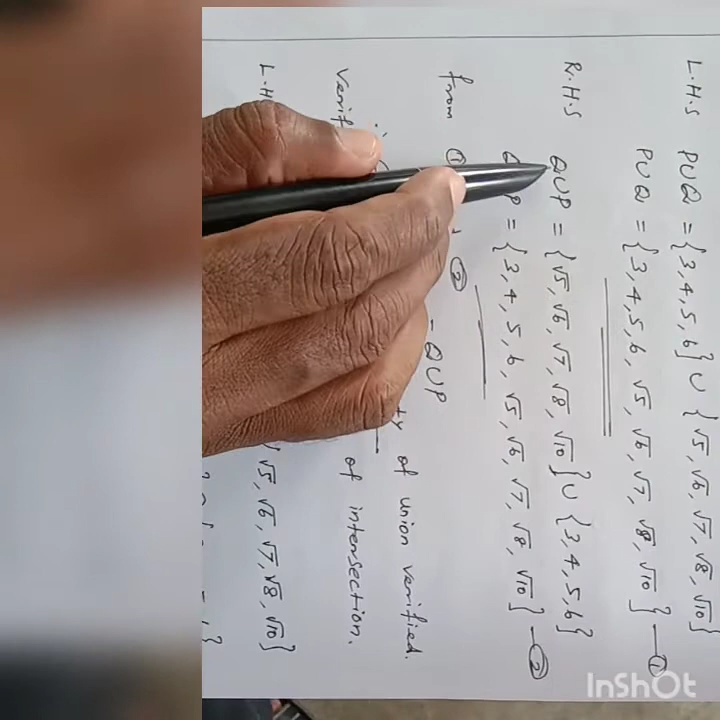 L.H.S P∪Q = {3, 4, 5, 6} ∪ {√5, √6, √7, √8, √10}
P∪Q = {3, 4, 5, 6, √5, √6, √7, √8, √10} — ①
R.H.S Q∪P = {√5, √6, √7, √8, √10} ∪ {3, 4, 5, 6}
P = {3, 4, 5, 6, √5, √6, √7, √8, √10} — ②
from ① ②
= Q∪P
of union verified.
of intersection.
√5, √6, √7, √8, √10}
InShOt